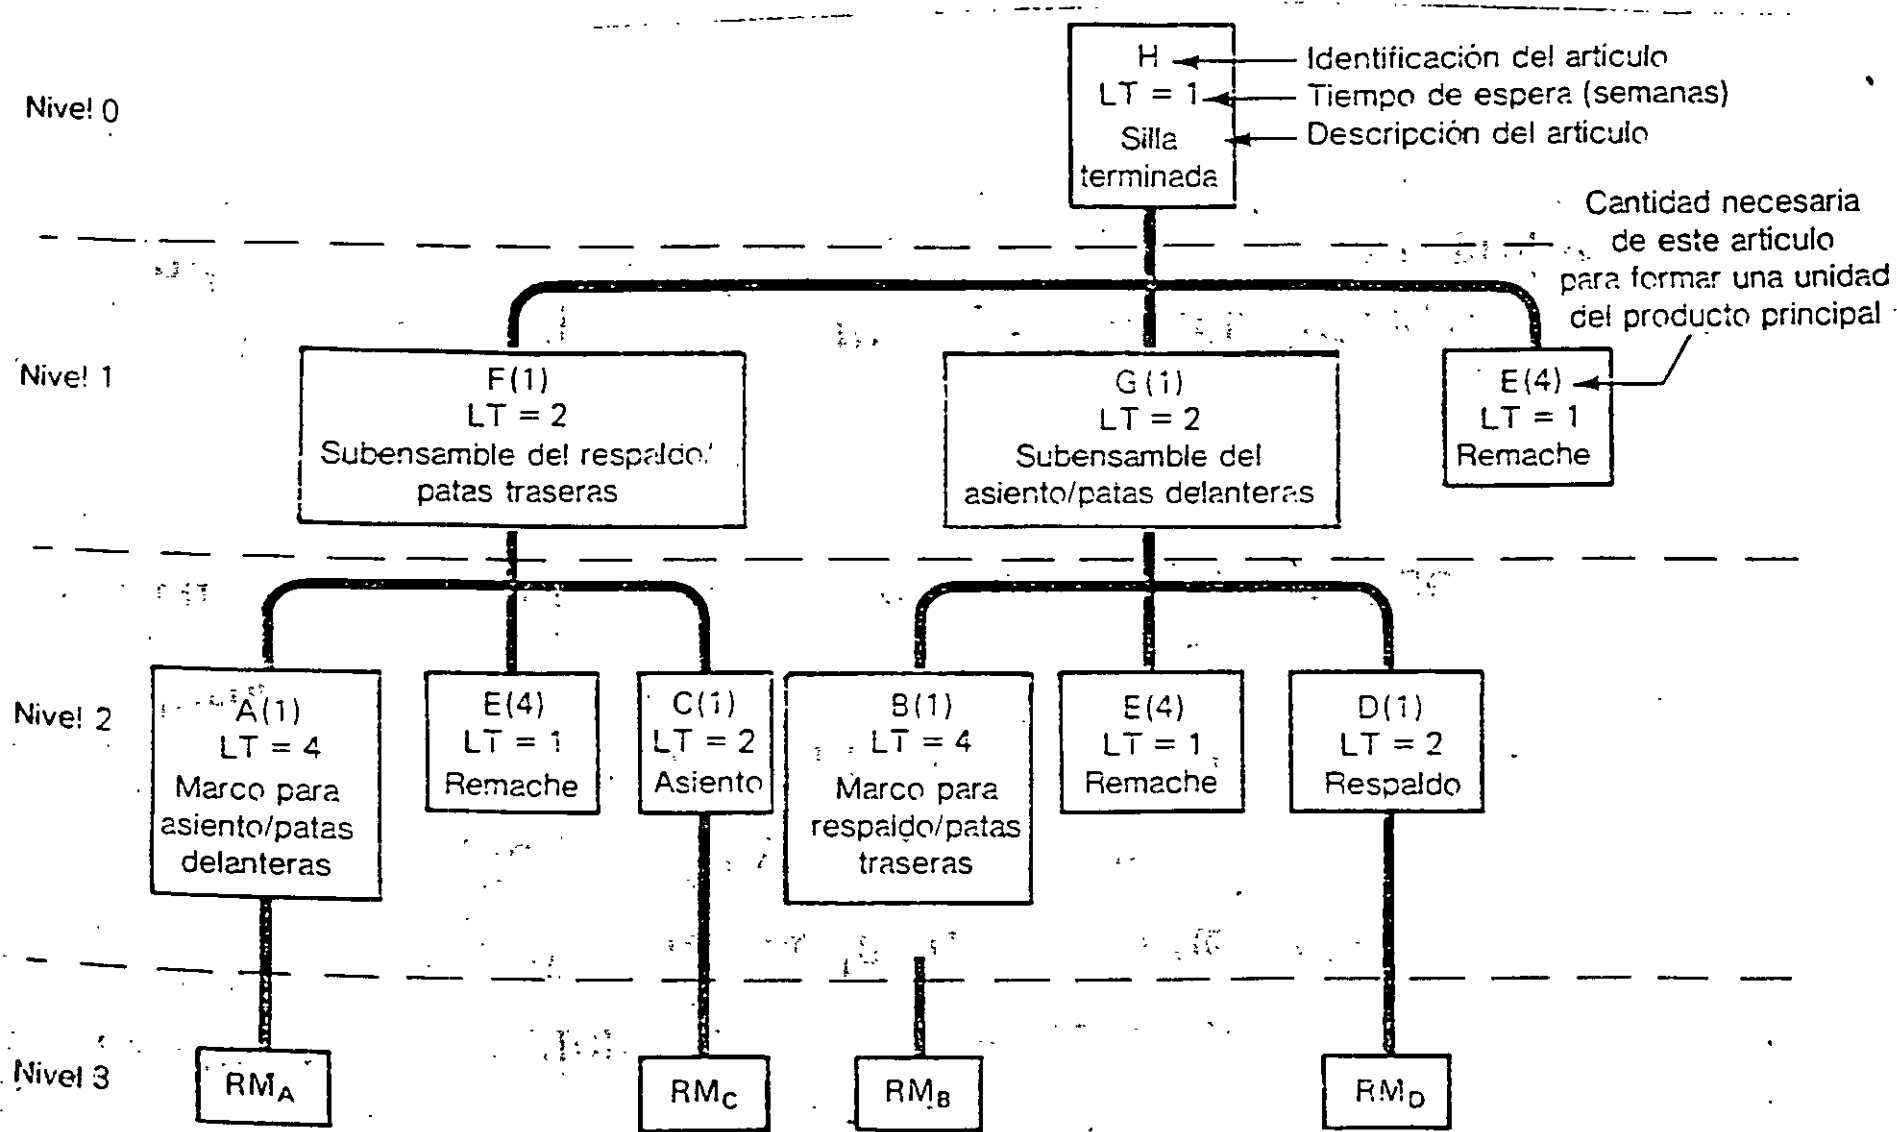 H
LT = 1
Silla
terminada
Identificación del artículo
Tiempo de espera (semanas)
Descripción del artículo
Nivel 0
Cantidad necesaria
de este artículo
para formar una unidad
del producto principal
Nivel 1
F(1)
LT = 2
Subensamble del respaldo/
patas traseras
G(1)
LT = 2
Subensamble del
asiento/patas delanteras
E(4)
LT = 1
Remache
Nivel 2
A(1)
LT = 4
Marco para
asiento/patas
delanteras
E(4)
LT = 1
Remache
C(1)
LT = 2
Asiento
B(1)
LT = 4
Marco para
respaldo/patas
traseras
E(4)
LT = 1
Remache
D(1)
LT = 2
Respaldo
Nivel 3
RMA
RMC
RMB
RMD